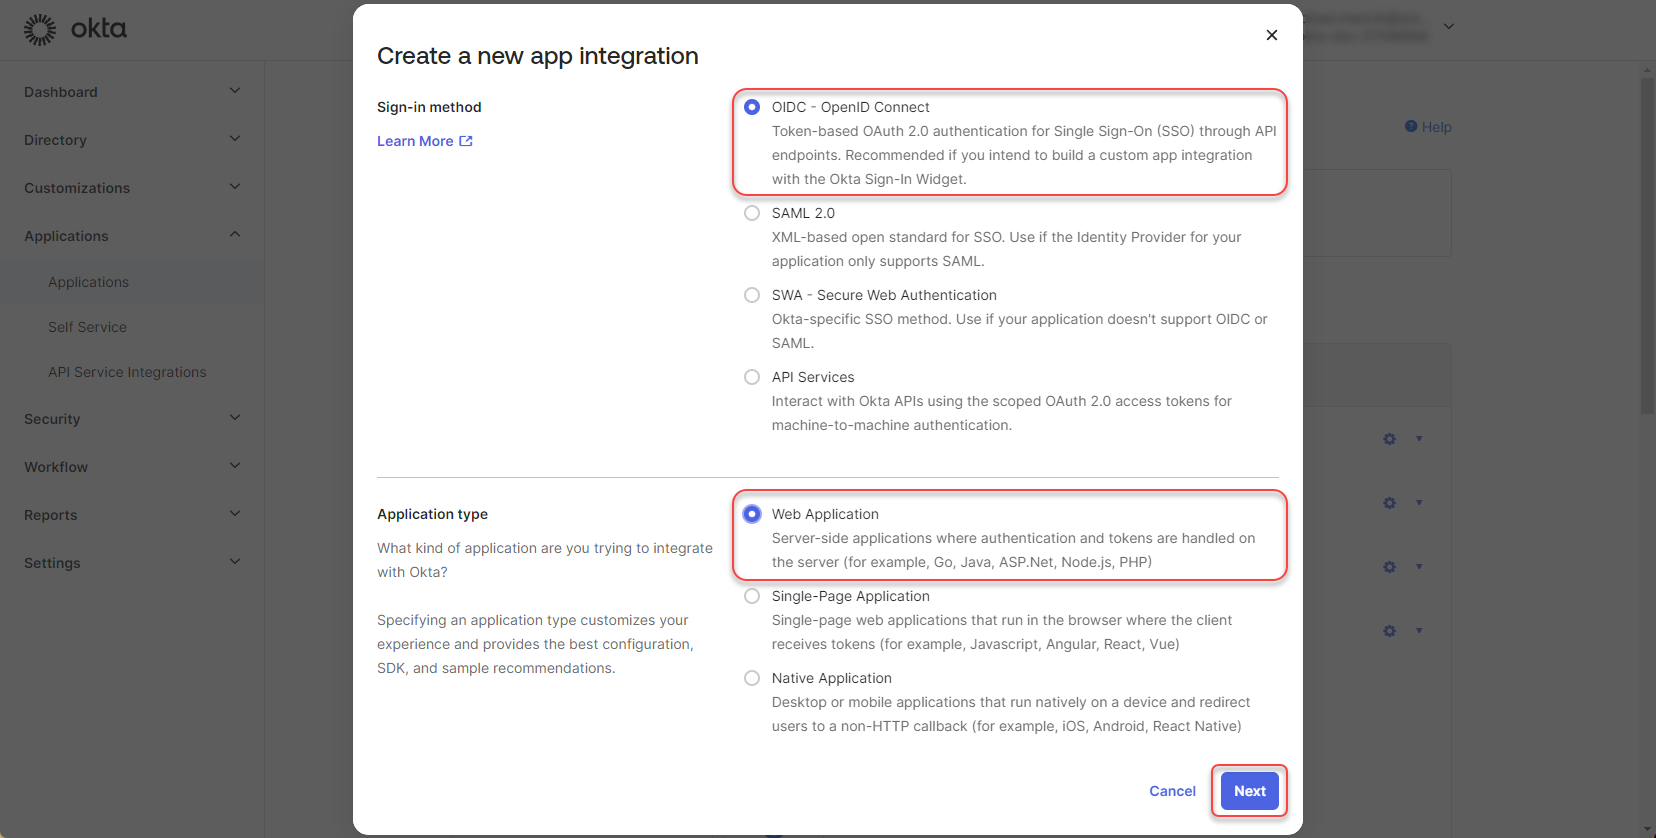 okta
Dashboard
Directory
Customizations
Applications
Applications
Self Service
API Service Integrations
Security
Workflow
Reports
Settings
Help
Create a new app integration
Sign-in method
Learn More
OIDC - OpenID Connect
Token-based OAuth 2.0 authentication for Single Sign-On (SSO) through API
endpoints. Recommended if you intend to build a custom app integration
with the Okta Sign-In Widget.
SAML 2.0
XML-based open standard for SSO. Use if the Identity Provider for your
application only supports SAML.
SWA - Secure Web Authentication
Okta-specific SSO method. Use if your application doesn't support OIDC or
SAML.
API Services
Interact with Okta APIs using the scoped OAuth 2.0 access tokens for
machine-to-machine authentication.
Application type
What kind of application are you trying to integrate
with Okta?
Specifying an application type customizes your
experience and provides the best configuration,
SDK, and sample recommendations.
Web Application
Server-side applications where authentication and tokens are handled on
the server (for example, Go, Java, ASP.Net, Node.js, PHP)
Single-Page Application
Single-page web applications that run in the browser where the client
receives tokens (for example, Javascript, Angular, React, Vue)
Native Application
Desktop or mobile applications that run natively on a device and redirect
users to a non-HTTP callback (for example, iOS, Android, React Native)
Cancel
Next